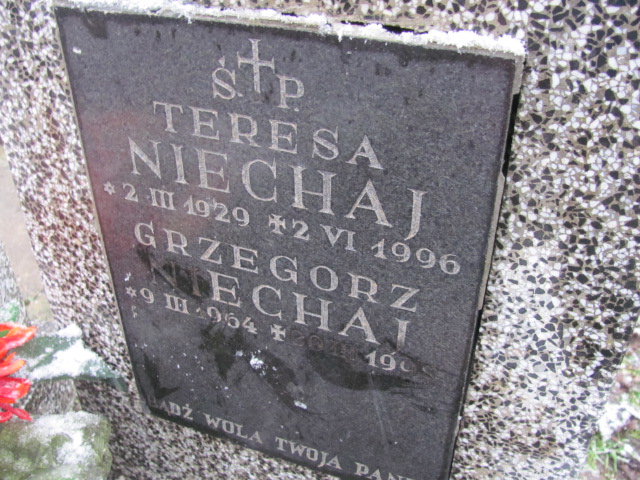 Ś † P
TERESA
NIECHAJ
* 2 III 1929 ✝ 2 VI 1996
GRZEGORZ
NIECHAJ
* 9 III ✝
WOLA TWOJA